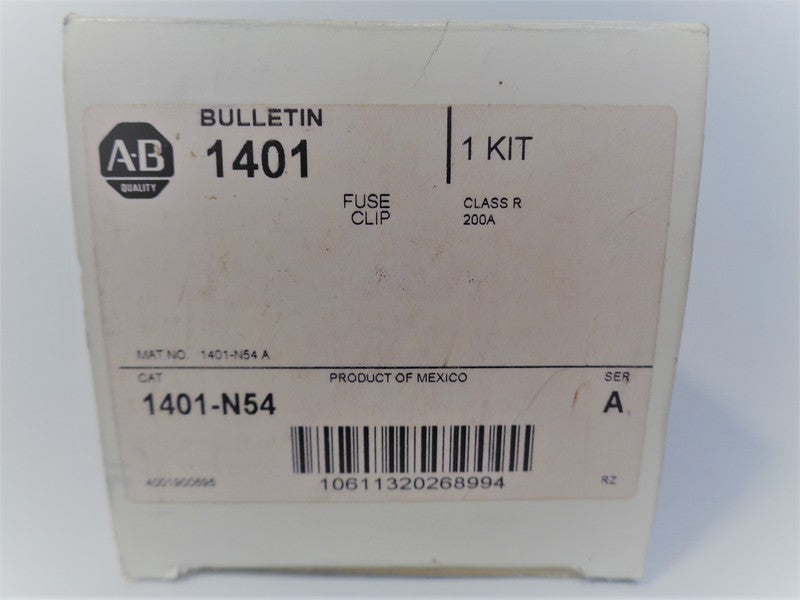 A-B
QUALITY
BULLETIN
1401
1 KIT
FUSE
CLIP
CLASS R
200A
MAT NO. 1401-N54 A
CAT
PRODUCT OF MEXICO
SER
1401-N54
A
10611320268994
4001900695
RZ